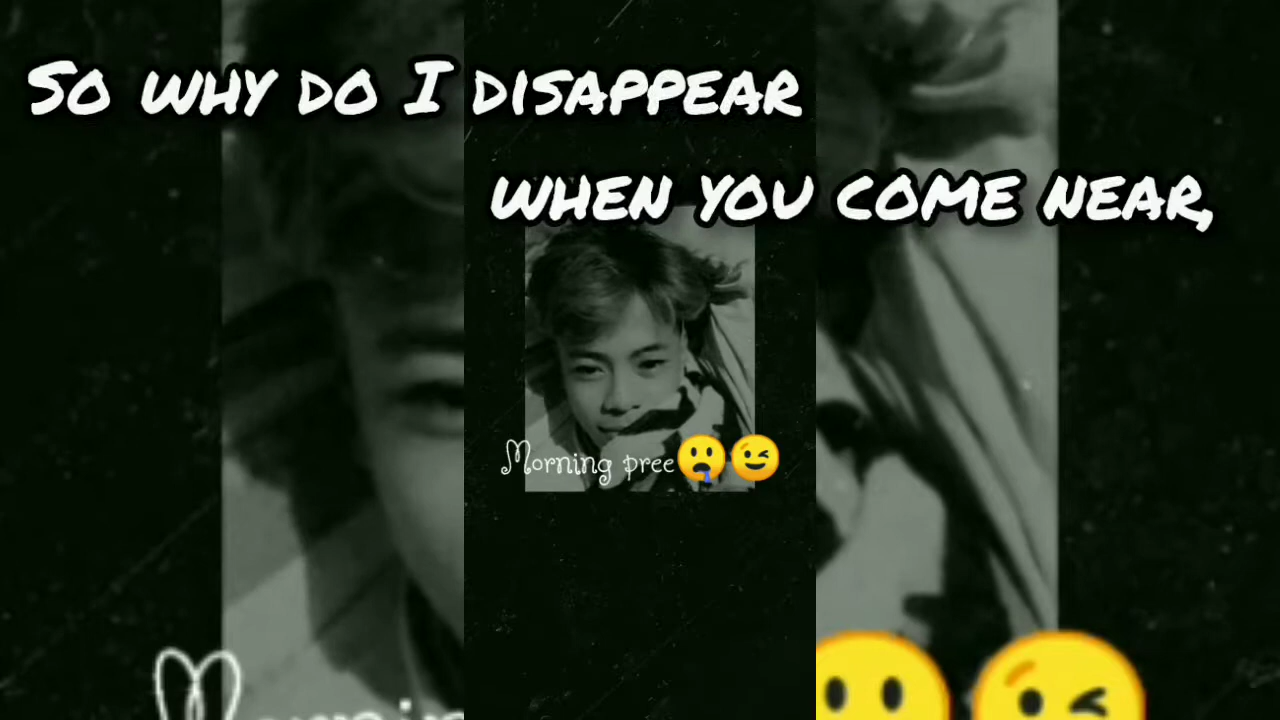 So why do I disappear
when you come near,
Morning pree😮😉